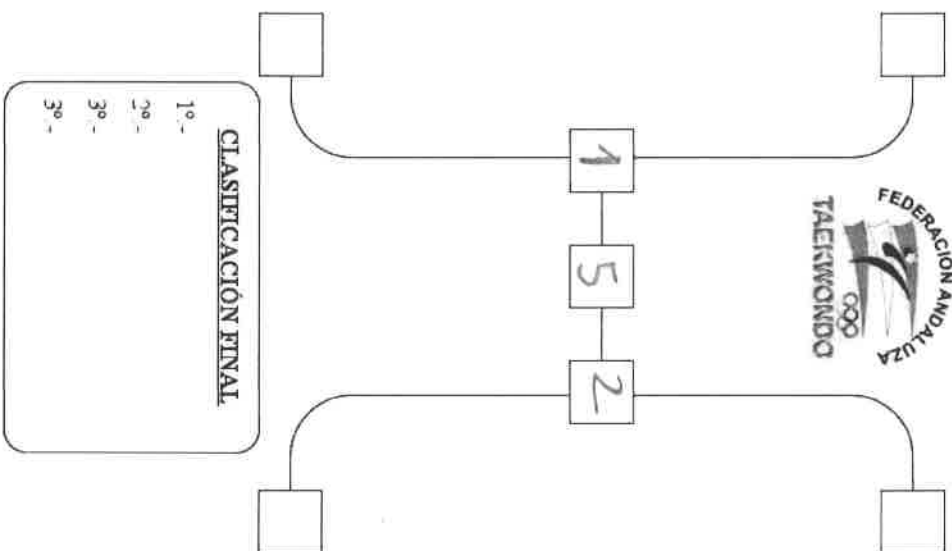 FEDERACIÓN ANDALUZA
TAEKWONDO
1
5
2
CLASIFICACIÓN FINAL
1º.-
2º.-
3º.-
3º.-